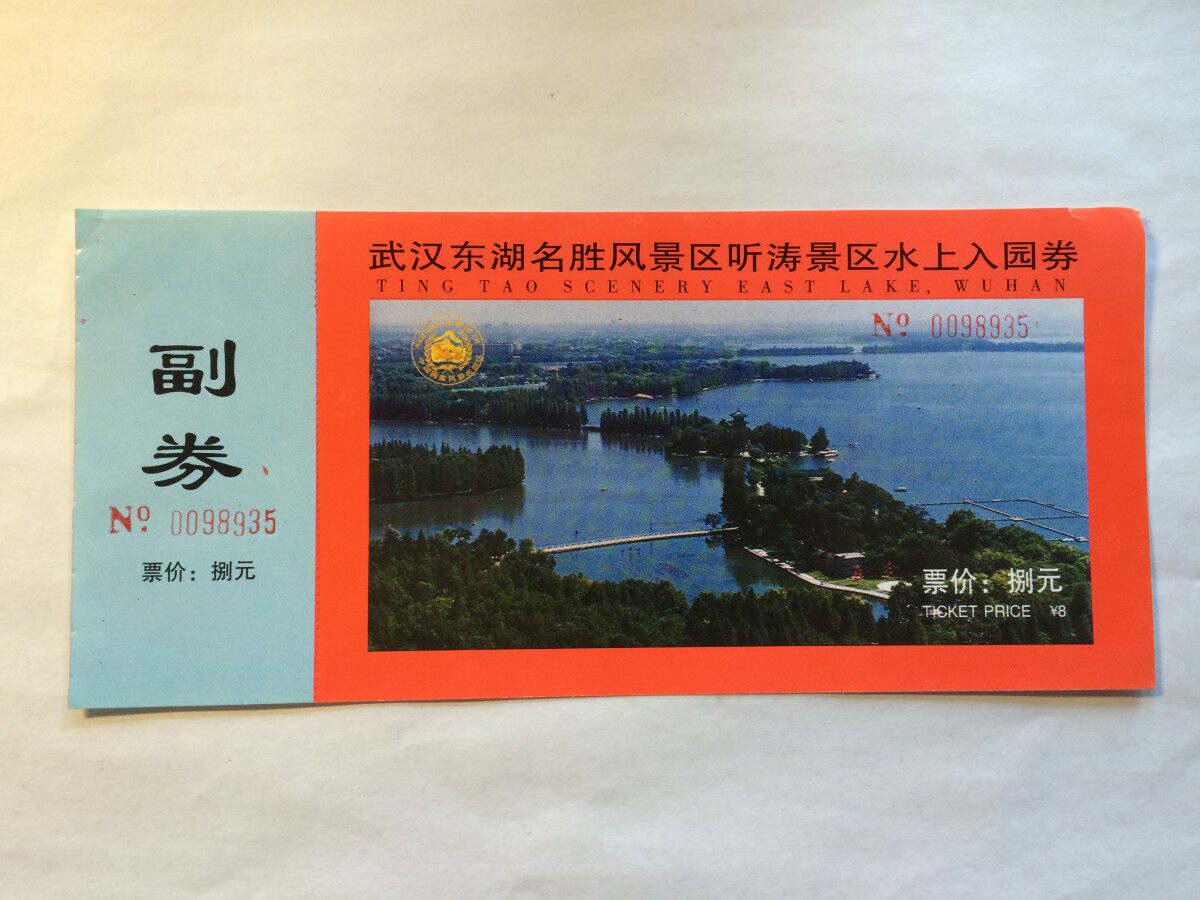 副
券
Nº 0098935
票价：捌元
武汉东湖名胜风景区听涛景区水上入园券
TING TAO SCENERY EAST LAKE, WUHAN
Nº 0098935
票价：捌元
TICKET PRICE ¥8